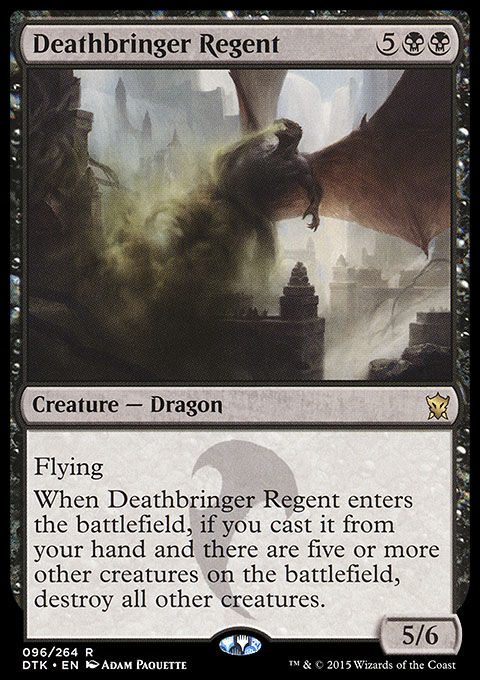 Deathbringer Regent 5
Creature — Dragon
Flying
When Deathbringer Regent enters
the battlefield, if you cast it from
your hand and there are five or more
other creatures on the battlefield,
destroy all other creatures.
5/6
096/264 R
DTK • EN Adam Paquette
™ & © 2015 Wizards of the Coast